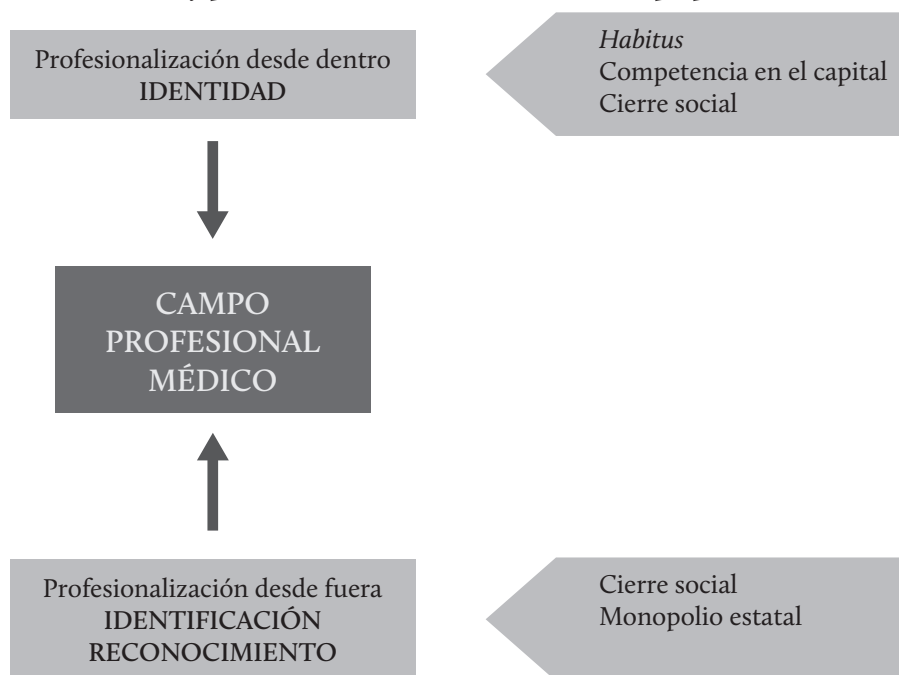 Profesionalización desde dentro
IDENTIDAD
Habitus
Competencia en el capital
Cierre social
CAMPO
PROFESIONAL
MÉDICO
Profesionalización desde fuera
IDENTIFICACIÓN
RECONOCIMIENTO
Cierre social
Monopolio estatal